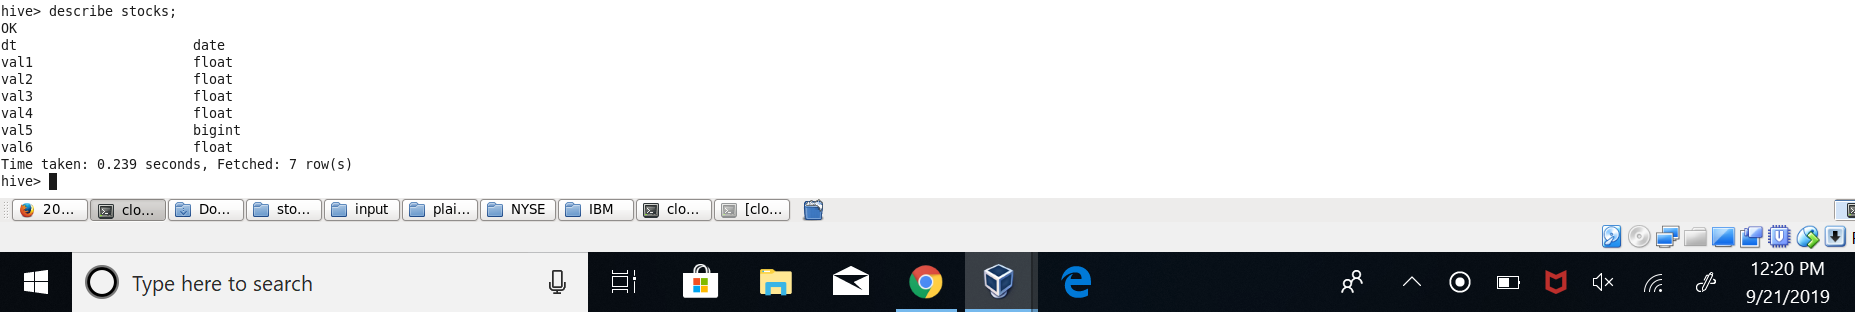 hive> describe stocks;
OK
dt date
val1 float
val2 float
val3 float
val4 float
val5 bigint
val6 float
Time taken: 0.239 seconds, Fetched: 7 row(s)
hive>
20... clo... Do... sto... input plai... NYSE IBM clo... [clo...
Type here to search
12:20 PM
9/21/2019